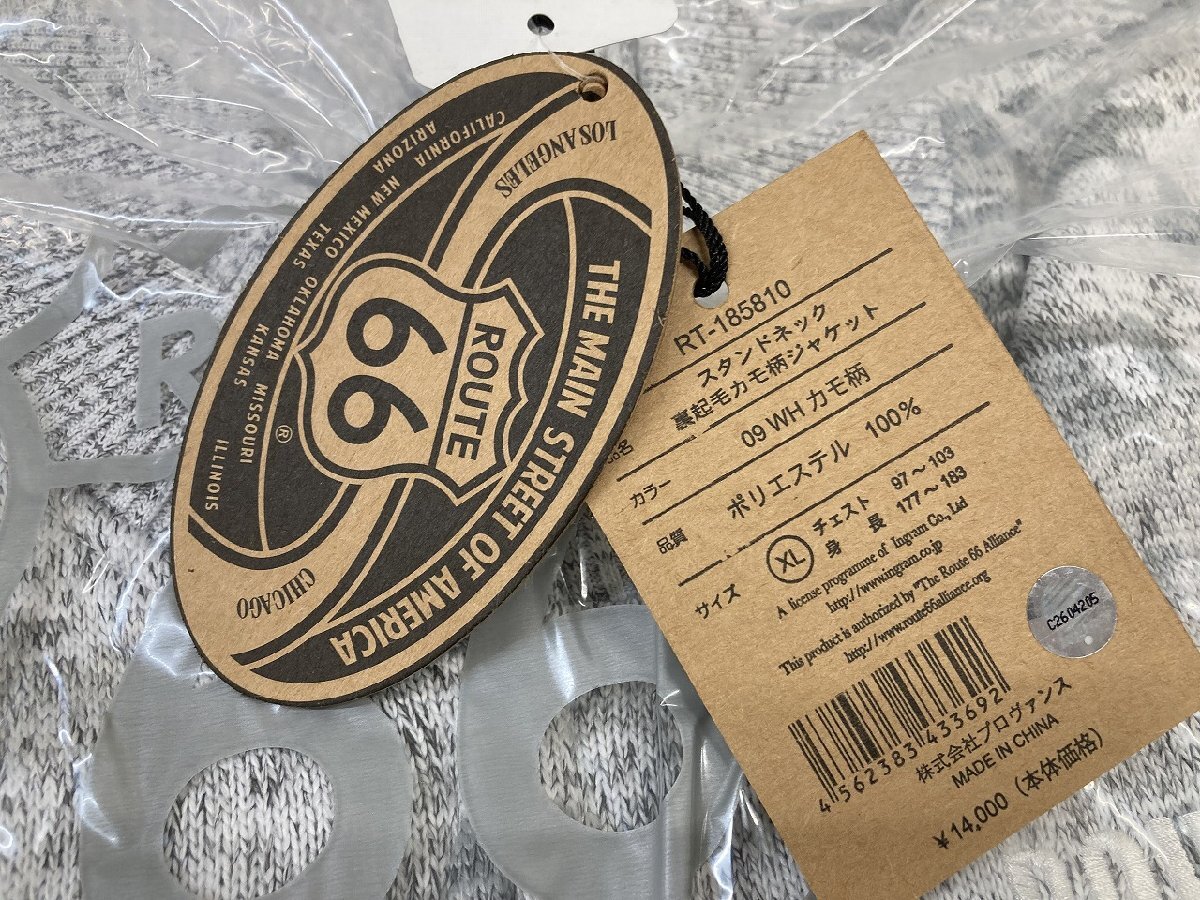 LOS ANGELES
CALIFORNIA
ARIZONA
NEW MEXICO
TEXAS
OKLAHOMA
KANSAS
MISSOURI
ILLINOIS
CHICAGO
ROUTE
66
®
THE MAIN STREET OF AMERICA
RT-185810
品名 スタンドネック
裏起毛カモ柄ジャケット
カラー 09 WH カモ柄
品質 ポリエステル 100%
サイズ XL チェスト 97～103
身 長 177～183
A license programme of Ingram Co., Ltd
http://www.ingram.co.jp
This product is authorized by "The Route 66 Alliance"
http://www.route66alliance.org
C2604205
4562383433692
株式会社プロヴァンス
MADE IN CHINA
¥14,000（本体価格）
R